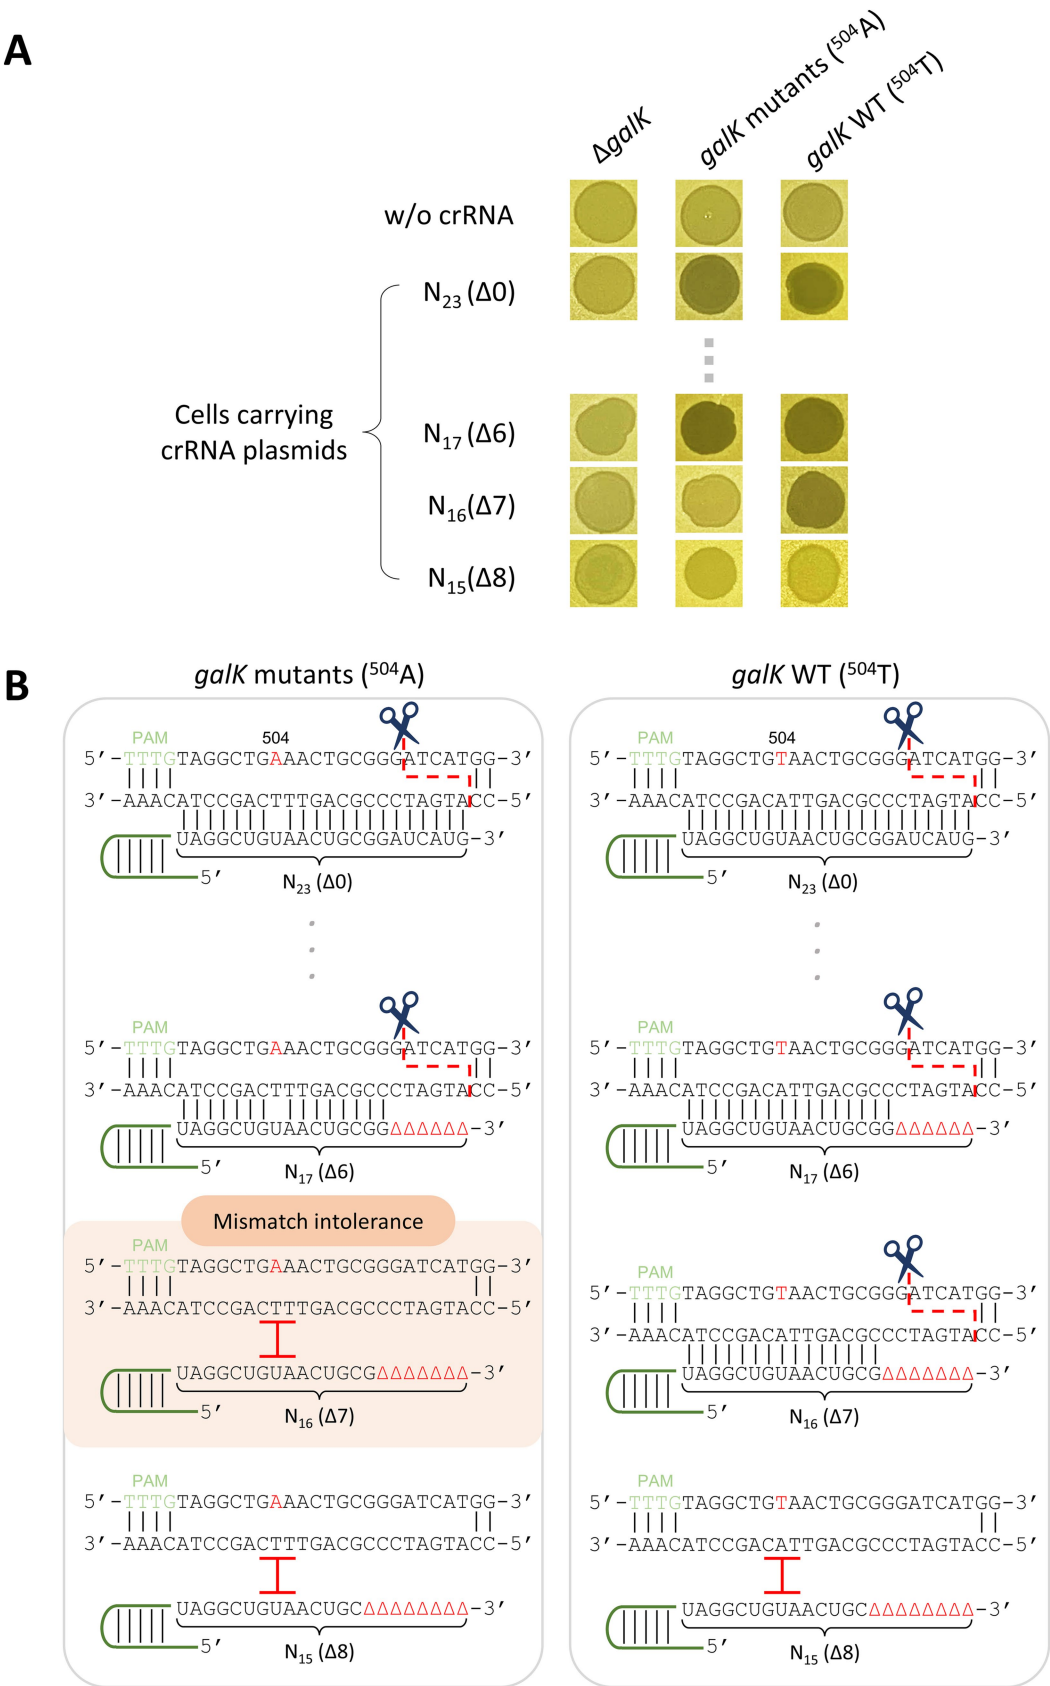 A
ΔgalK
galK mutants (⁵⁰⁴A)
galK WT (⁵⁰⁴T)
w/o crRNA
N₂₃ (Δ0)
Cells carrying
crRNA plasmids
N₁₇ (Δ6)
N₁₆(Δ7)
N₁₅(Δ8)
B
galK mutants (⁵⁰⁴A)
PAM
504
5′-TTTGTAGGCTGAAACTGCGGGATCATGG-3′
3′-AAACATCCGACTTTGACGCCCTAGTACC-5′
UAGGCUGUAACUGCGGAUCAUG-3′
5′
N₂₃ (Δ0)
PAM
5′-TTTGTAGGCTGAAACTGCGGGATCATGG-3′
3′-AAACATCCGACTTTGACGCCCTAGTACC-5′
UAGGCUGUAACUGCGGΔΔΔΔΔΔ-3′
5′
N₁₇ (Δ6)
Mismatch intolerance
PAM
5′-TTTGTAGGCTGAAACTGCGGGATCATGG-3′
3′-AAACATCCGACTTTGACGCCCTAGTACC-5′
UAGGCUGUAACUGCGΔΔΔΔΔΔΔ-3′
5′
N₁₆ (Δ7)
PAM
5′-TTTGTAGGCTGAAACTGCGGGATCATGG-3′
3′-AAACATCCGACTTTGACGCCCTAGTACC-5′
UAGGCUGUAACUGCΔΔΔΔΔΔΔΔ-3′
5′
N₁₅ (Δ8)
galK WT (⁵⁰⁴T)
PAM
504
5′-TTTGTAGGCTGTAACTGCGGGATCATGG-3′
3′-AAACATCCGACATTGACGCCCTAGTACC-5′
UAGGCUGUAACUGCGGAUCAUG-3′
5′
N₂₃ (Δ0)
PAM
5′-TTTGTAGGCTGTAACTGCGGGATCATGG-3′
3′-AAACATCCGACATTGACGCCCTAGTACC-5′
UAGGCUGUAACUGCGGΔΔΔΔΔΔ-3′
5′
N₁₇ (Δ6)
PAM
5′-TTTGTAGGCTGTAACTGCGGGATCATGG-3′
3′-AAACATCCGACATTGACGCCCTAGTACC-5′
UAGGCUGUAACUGCGΔΔΔΔΔΔΔ-3′
5′
N₁₆ (Δ7)
PAM
5′-TTTGTAGGCTGTAACTGCGGGATCATGG-3′
3′-AAACATCCGACATTGACGCCCTAGTACC-5′
UAGGCUGUAACUGCΔΔΔΔΔΔΔΔ-3′
5′
N₁₅ (Δ8)